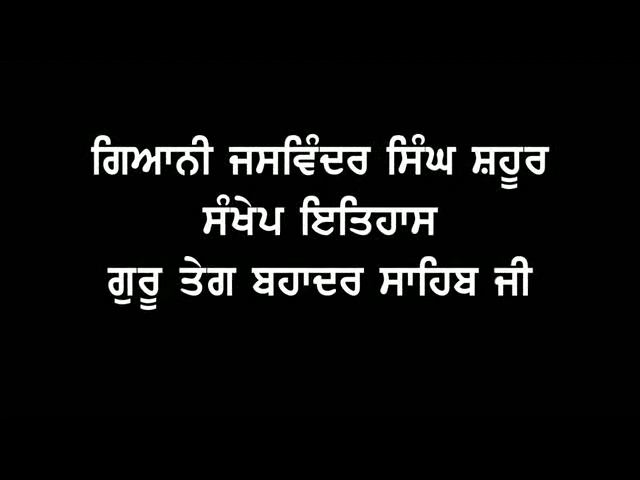 ਗਿਆਨੀ ਜਸਵਿੰਦਰ ਸਿੰਘ ਸ਼ਹੂਰ
ਸੰਖੇਪ ਇਤਿਹਾਸ
ਗੁਰੂ ਤੇਗ ਬਹਾਦਰ ਸਾਹਿਬ ਜੀ